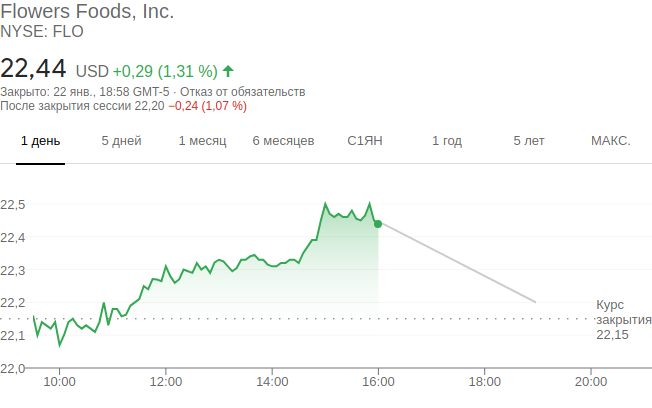 Flowers Foods, Inc.
NYSE: FLO
22,44 USD +0,29 (1,31 %)
Закрыто: 22 янв., 18:58 GMT-5 · Отказ от обязательств
После закрытия сессии 22,20 −0,24 (1,07 %)
1 день 5 дней 1 месяц 6 месяцев С1ЯН 1 год 5 лет МАКС.
22,5
22,4
22,3
22,2
Курс
закрытия
22,15
22,1
22,0
10:00 12:00 14:00 16:00 18:00 20:00